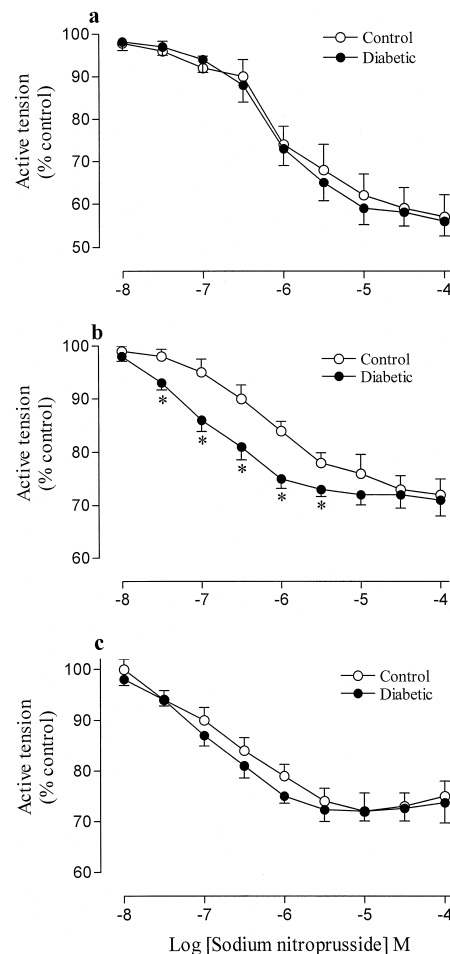 a
100
90
80
70
60
50
Active tension
(% control)
Control
Diabetic
-8
-7
-6
-5
-4
b
100
90
80
70
60
Active tension
(% control)
Control
Diabetic
*
*
*
*
*
-8
-7
-6
-5
-4
c
100
90
80
70
60
Active tension
(% control)
Control
Diabetic
-8
-7
-6
-5
-4
Log [Sodium nitroprusside] M